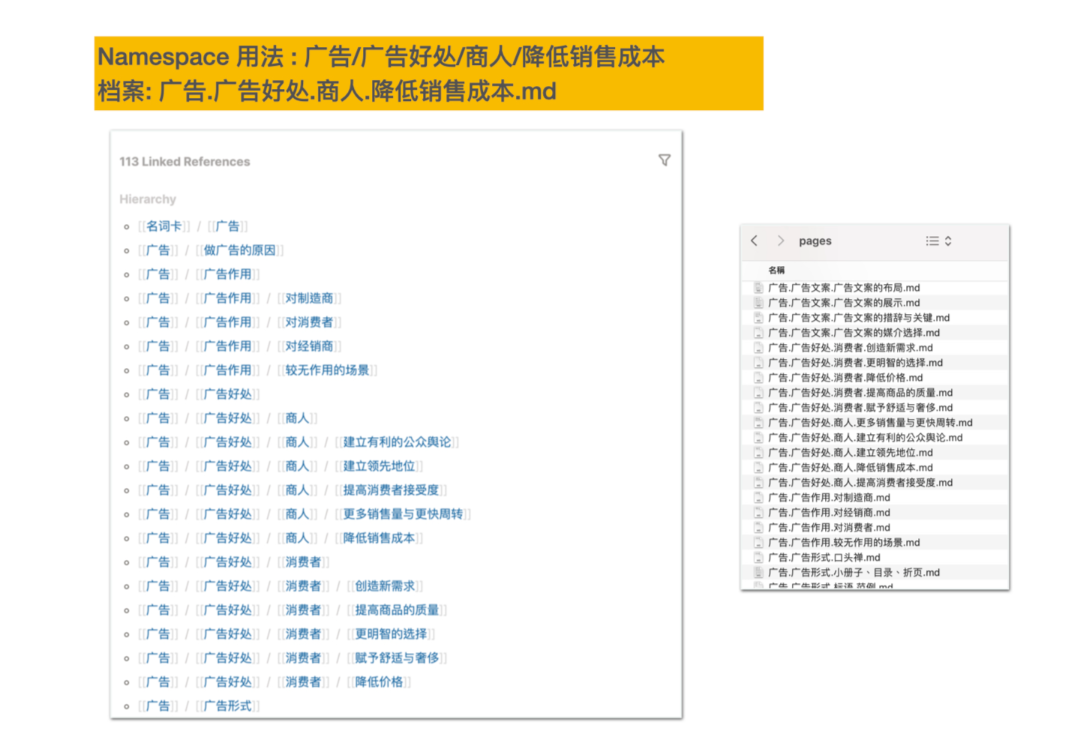 Namespace 用法 : 广告/广告好处/商人/降低销售成本
档案: 广告.广告好处.商人.降低销售成本.md
113 Linked References
Hierarchy
[[名词卡]] / [[广告]]
[[广告]] / [[做广告的原因]]
[[广告]] / [[广告作用]]
[[广告]] / [[广告作用]] / [[对制造商]]
[[广告]] / [[广告作用]] / [[对消费者]]
[[广告]] / [[广告作用]] / [[对经销商]]
[[广告]] / [[广告作用]] / [[较无作用的场景]]
[[广告]] / [[广告好处]]
[[广告]] / [[广告好处]] / [[商人]]
[[广告]] / [[广告好处]] / [[商人]] / [[建立有利的公众舆论]]
[[广告]] / [[广告好处]] / [[商人]] / [[建立领先地位]]
[[广告]] / [[广告好处]] / [[商人]] / [[提高消费者接受度]]
[[广告]] / [[广告好处]] / [[商人]] / [[更多销售量与更快周转]]
[[广告]] / [[广告好处]] / [[商人]] / [[降低销售成本]]
[[广告]] / [[广告好处]] / [[消费者]]
[[广告]] / [[广告好处]] / [[消费者]] / [[创造新需求]]
[[广告]] / [[广告好处]] / [[消费者]] / [[提高商品的质量]]
[[广告]] / [[广告好处]] / [[消费者]] / [[更明智的选择]]
[[广告]] / [[广告好处]] / [[消费者]] / [[赋予舒适与奢侈]]
[[广告]] / [[广告好处]] / [[消费者]] / [[降低价格]]
[[广告]] / [[广告形式]]
pages
名稱
广告.广告文案.广告文案的布局.md
广告.广告文案.广告文案的展示.md
广告.广告文案.广告文案的措辞与关键.md
广告.广告文案.广告文案的媒介选择.md
广告.广告好处.消费者.创造新需求.md
广告.广告好处.消费者.更明智的选择.md
广告.广告好处.消费者.降低价格.md
广告.广告好处.消费者.提高商品的质量.md
广告.广告好处.消费者.赋予舒适与奢侈.md
广告.广告好处.商人.更多销售量与更快周转.md
广告.广告好处.商人.建立有利的公众舆论.md
广告.广告好处.商人.建立领先地位.md
广告.广告好处.商人.降低销售成本.md
广告.广告好处.商人.提高消费者接受度.md
广告.广告作用.对制造商.md
广告.广告作用.对经销商.md
广告.广告作用.对消费者.md
广告.广告作用.较无作用的场景.md
广告.广告形式.口头禅.md
广告.广告形式.小册子、目录、折页.md
广告.广告形式.标语.范例.md